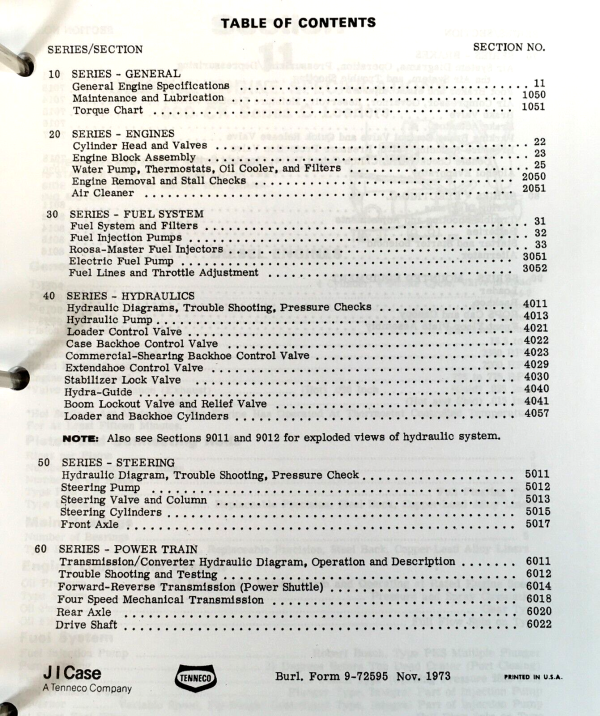 TABLE OF CONTENTS
SERIES/SECTION SECTION NO.
10 SERIES - GENERAL
General Engine Specifications 11
Maintenance and Lubrication 1050
Torque Chart 1051
20 SERIES - ENGINES
Cylinder Head and Valves 22
Engine Block Assembly 23
Water Pump, Thermostats, Oil Cooler, and Filters 25
Engine Removal and Stall Checks 2050
Air Cleaner 2051
30 SERIES - FUEL SYSTEM
Fuel System and Filters 31
Fuel Injection Pumps 32
Roosa-Master Fuel Injectors 33
Electric Fuel Pump 3051
Fuel Lines and Throttle Adjustment 3052
40 SERIES - HYDRAULICS
Hydraulic Diagrams, Trouble Shooting, Pressure Checks 4011
Hydraulic Pump 4013
Loader Control Valve 4021
Case Backhoe Control Valve 4022
Commercial-Shearing Backhoe Control Valve 4023
Extendahoe Control Valve 4029
Stabilizer Lock Valve 4030
Hydra-Guide 4040
Boom Lockout Valve and Relief Valve 4041
Loader and Backhoe Cylinders 4057
NOTE: Also see Sections 9011 and 9012 for exploded views of hydraulic system.
50 SERIES - STEERING
Hydraulic Diagram, Trouble Shooting, Pressure Check 5011
Steering Pump 5012
Steering Valve and Column 5013
Steering Cylinders 5015
Front Axle 5017
60 SERIES - POWER TRAIN
Transmission/Converter Hydraulic Diagram, Operation and Description 6011
Trouble Shooting and Testing 6012
Forward-Reverse Transmission (Power Shuttle) 6014
Four Speed Mechanical Transmission 6018
Rear Axle 6020
Drive Shaft 6022
J I Case
A Tenneco Company
TENNECO
Burl. Form 9-72595 Nov. 1973
PRINTED IN U.S.A.